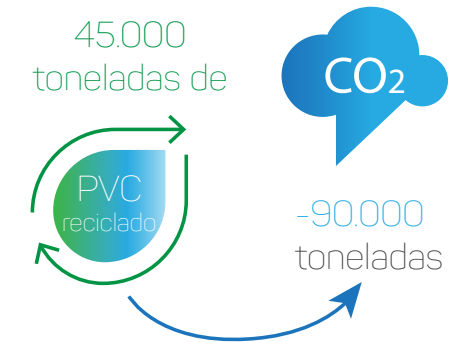 45.000
toneladas de
PVC
reciclado
CO2
-90.000
toneladas